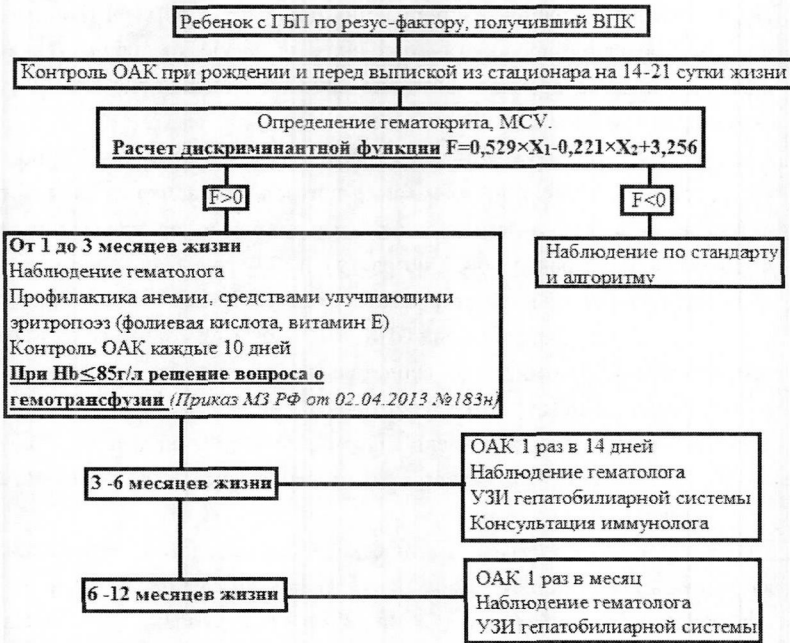 Ребенок с ГБП по резус-фактору, получивший ВПК
Контроль ОАК при рождении и перед выпиской из стационара на 14-21 сутки жизни
Определение гематокрита, MCV.
Расчет дискриминантной функции F=0,529×X₁-0,221×X₂+3,256
F>0
F<0
От 1 до 3 месяцев жизни
Наблюдение гематолога
Профилактика анемии, средствами улучшающими
эритропоэз (фолиевая кислота, витамин Е)
Контроль ОАК каждые 10 дней
При Hb≤85г/л решение вопроса о
гемотрансфузии (Приказ МЗ РФ от 02.04.2013 №183н)
Наблюдение по стандарту
и алгоритму
3 -6 месяцев жизни
ОАК 1 раз в 14 дней
Наблюдение гематолога
УЗИ гепатобилиарной системы
Консультация иммунолога
6 -12 месяцев жизни
ОАК 1 раз в месяц
Наблюдение гематолога
УЗИ гепатобилиарной системы